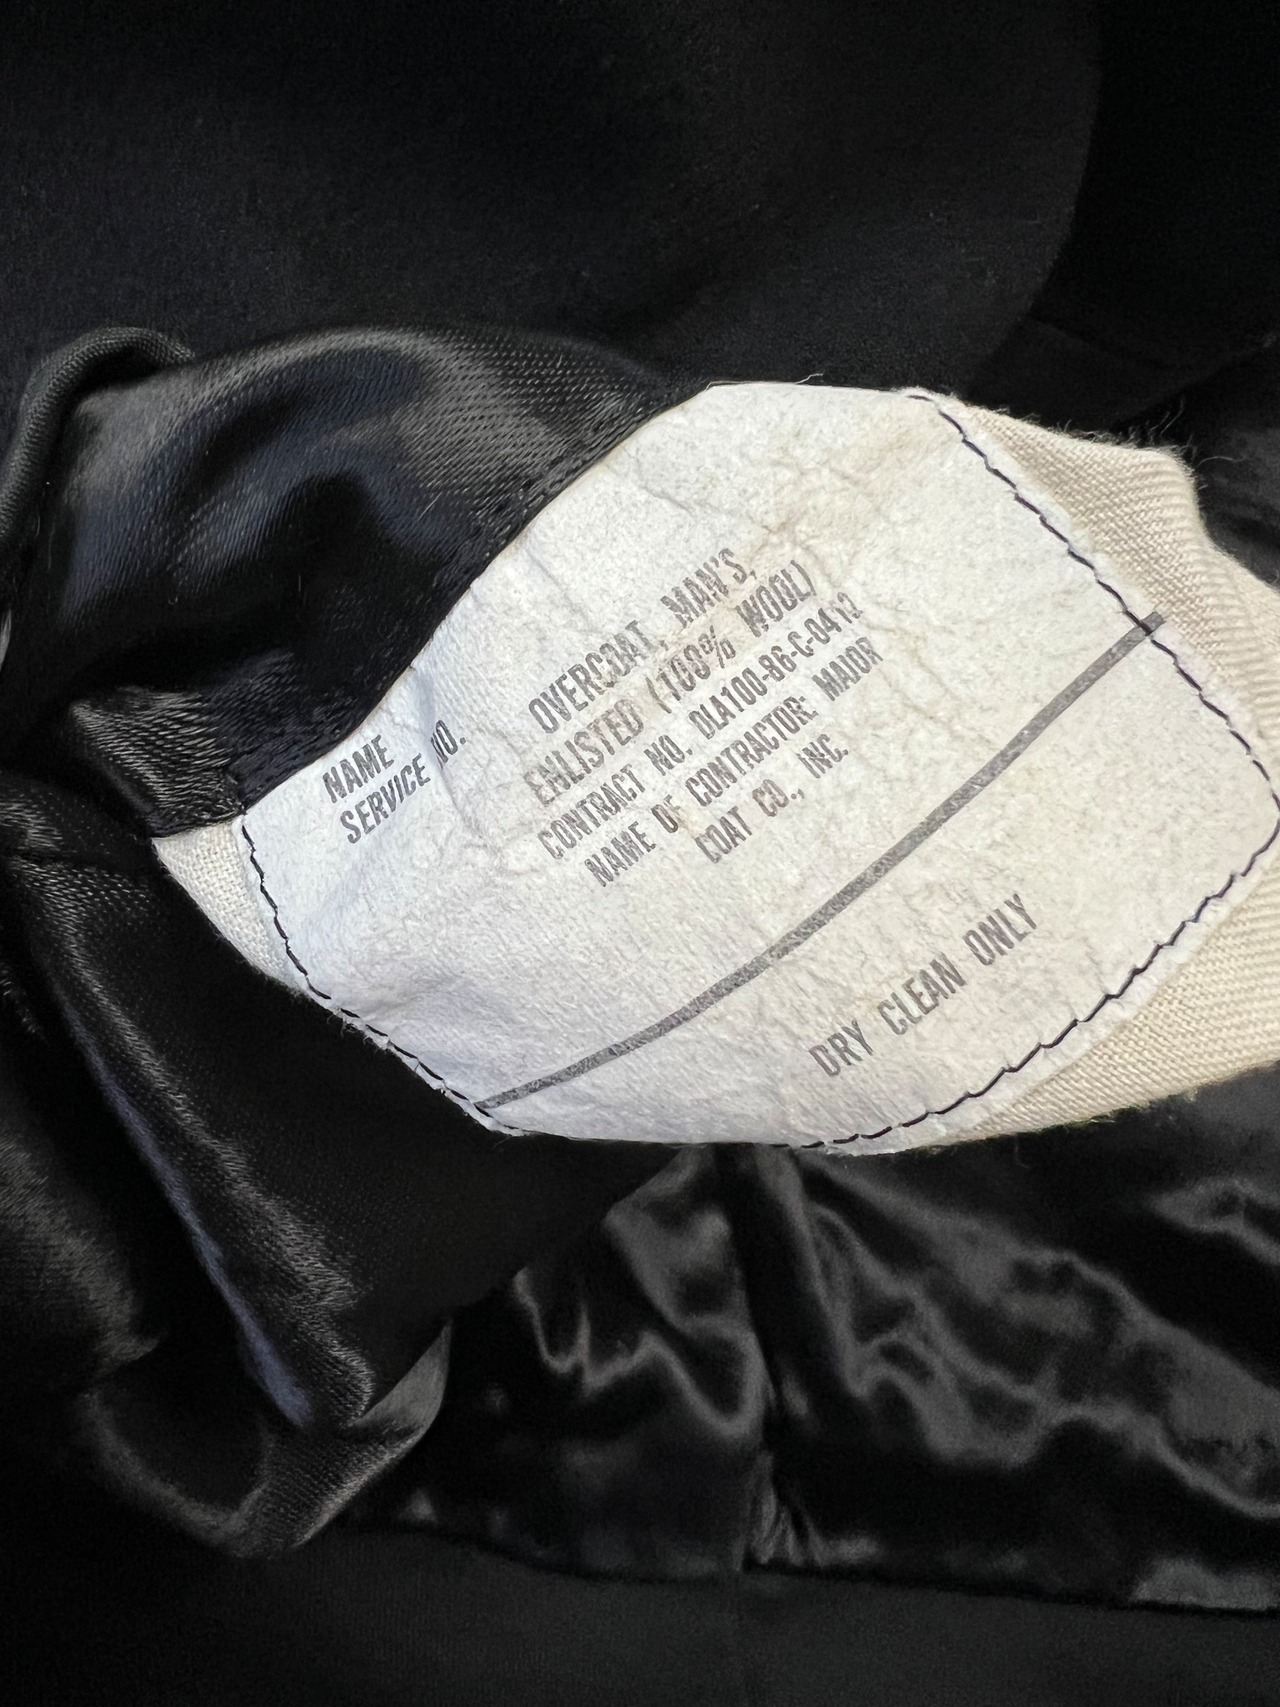 NAME
SERVICE NO.
OVERCOAT, MAN'S,
ENLISTED (100% WOOL)
CONTRACT NO. DLA100-86-C-0412
NAME OF CONTRACTOR: MAJOR
COAT CO., INC.
DRY CLEAN ONLY